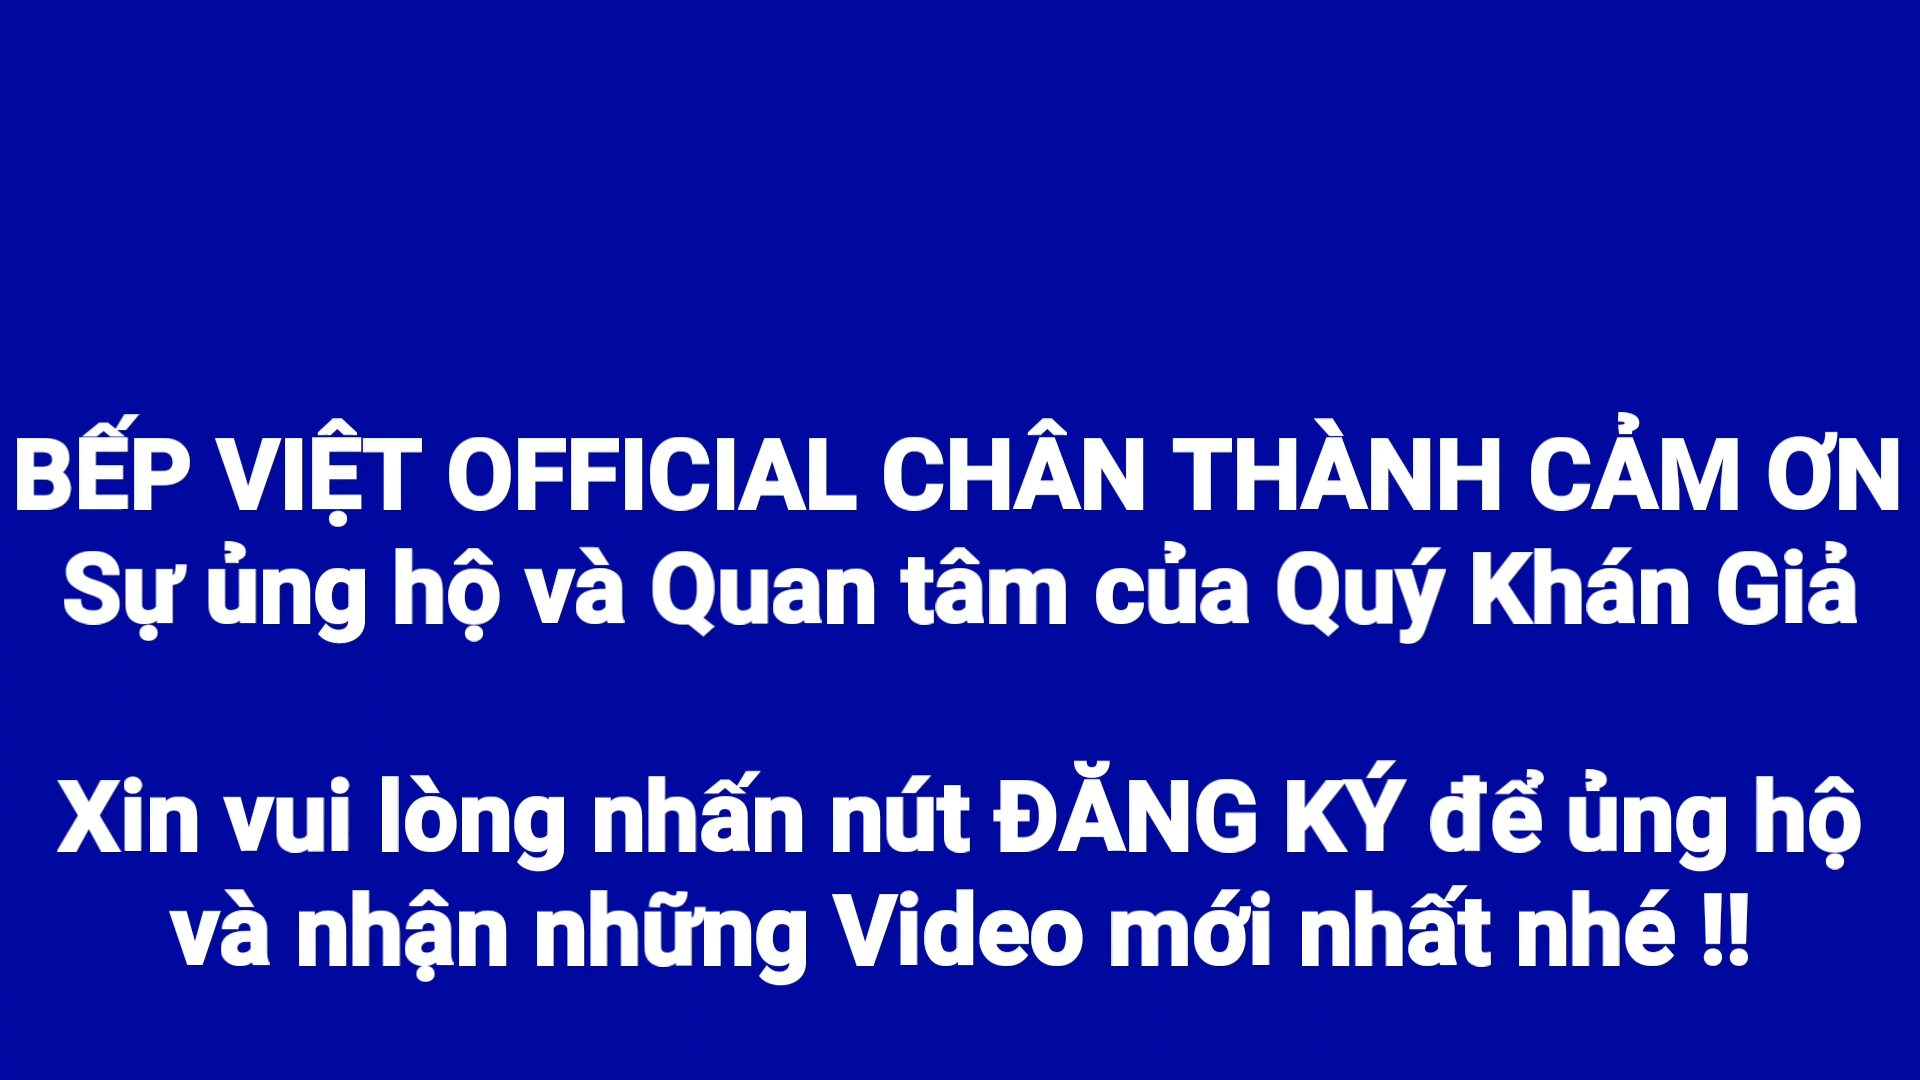 BẾP VIỆT OFFICIAL CHÂN THÀNH CẢM ƠN
Sự ủng hộ và Quan tâm của Quý Khán Giả
Xin vui lòng nhấn nút ĐĂNG KÝ để ủng hộ
và nhận những Video mới nhất nhé !!